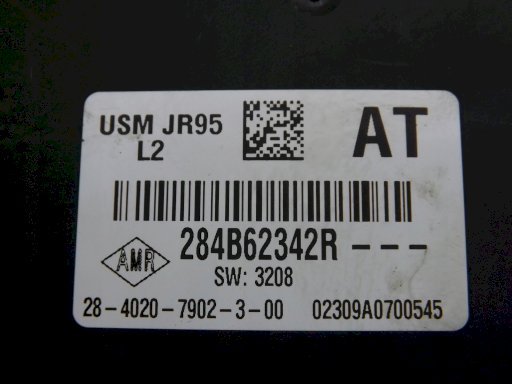 USM JR95
L2
AT
284B62342R ---
AMR
SW: 3208
28-4020-7902-3-00 02309A0700545